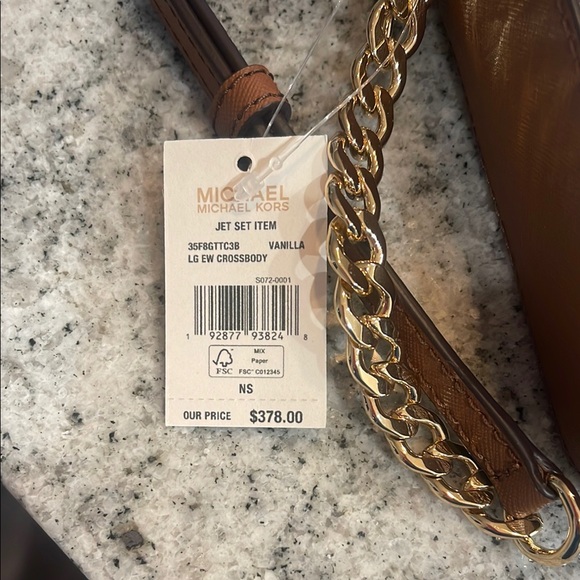 MICHAEL
MICHAEL KORS
JET SET ITEM
35F8GTTC3B VANILLA
LG EW CROSSBODY
S072-0001
1 92877 93824 8
FSC
MIX
Paper
FSC™ C012345
NS
OUR PRICE $378.00